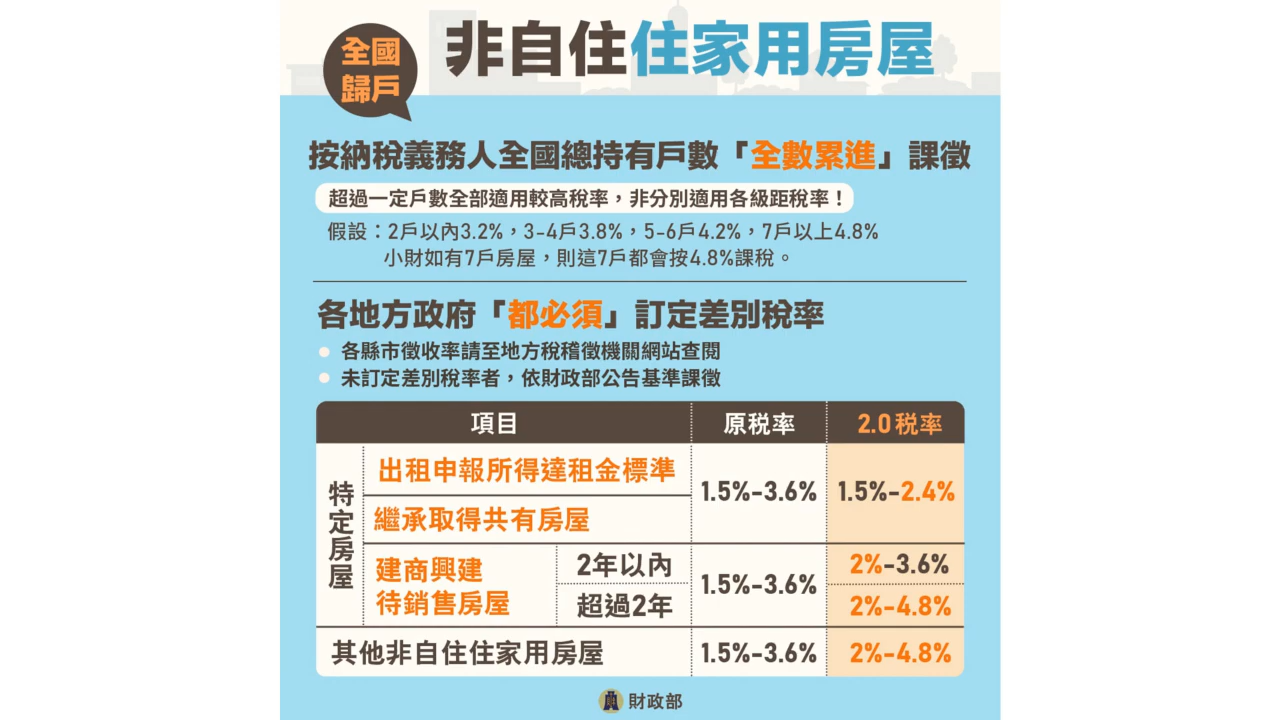 全國
歸戶
非自住住家用房屋
按納稅義務人全國總持有戶數「全數累進」課徵
超過一定戶數全部適用較高稅率，非分別適用各級距稅率！
假設：2戶以內3.2%，3-4戶3.8%，5-6戶4.2%，7戶以上4.8%
小財如有7戶房屋，則這7戶都會按4.8%課稅。
各地方政府「都必須」訂定差別稅率
各縣市徵收率請至地方稅稽徵機關網站查閱
未訂定差別稅率者，依財政部公告基準課徵
項目 原稅率 2.0稅率
特定房屋
出租申報所得達租金標準
繼承取得共有房屋
1.5%-3.6% 1.5%-2.4%
建商興建
待銷售房屋
2年以內
超過2年
1.5%-3.6%
2%-3.6%
2%-4.8%
其他非自住住家用房屋 1.5%-3.6% 2%-4.8%
財政部